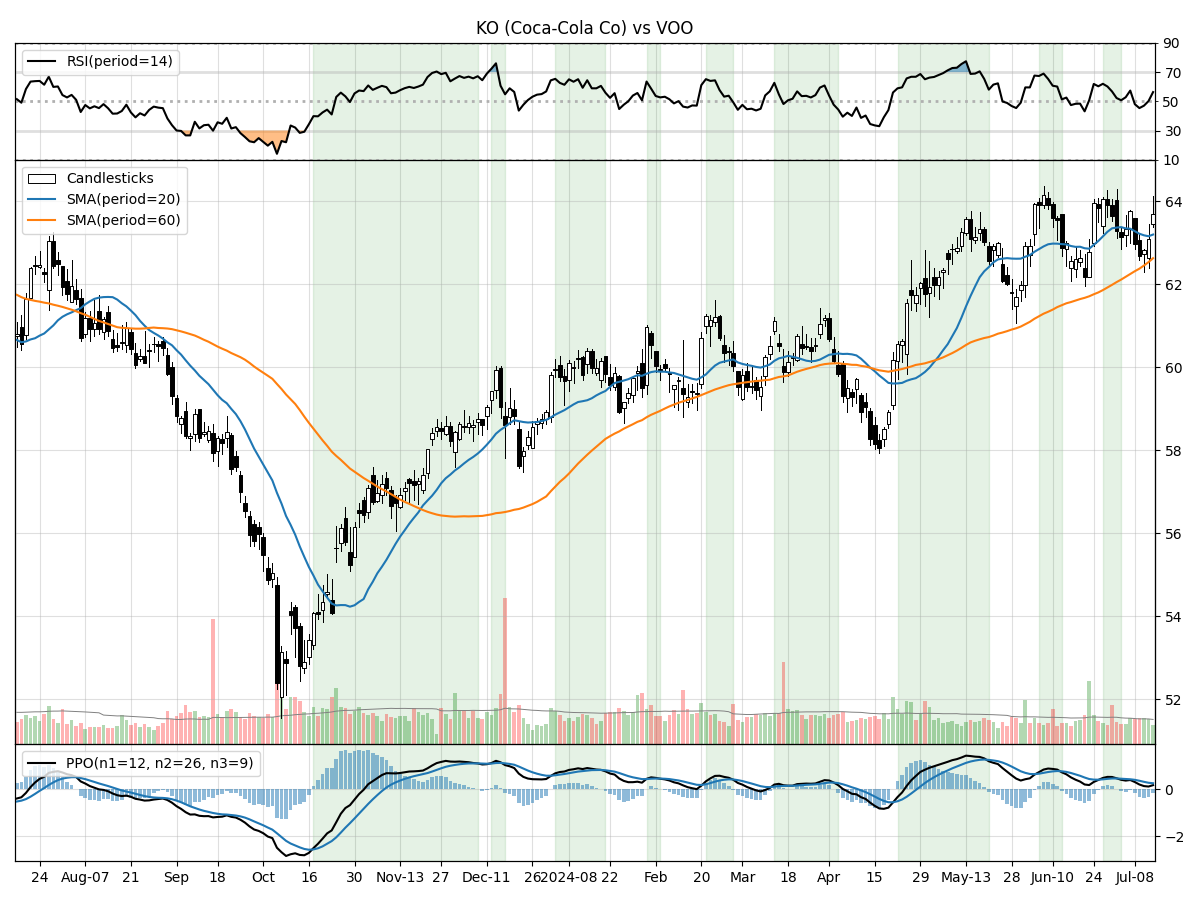 KO (Coca-Cola Co) vs VOO
RSI(period=14)
90
70
50
30
10
Candlesticks
SMA(period=20)
SMA(period=60)
64
62
60
58
56
54
52
PPO(n1=12, n2=26, n3=9)
0
−2
24 Aug-07 21 Sep 18 Oct 16 30 Nov-13 27 Dec-11 26 2024-08 22 Feb 20 Mar 18 Apr 15 29 May-13 28 Jun-10 24 Jul-08